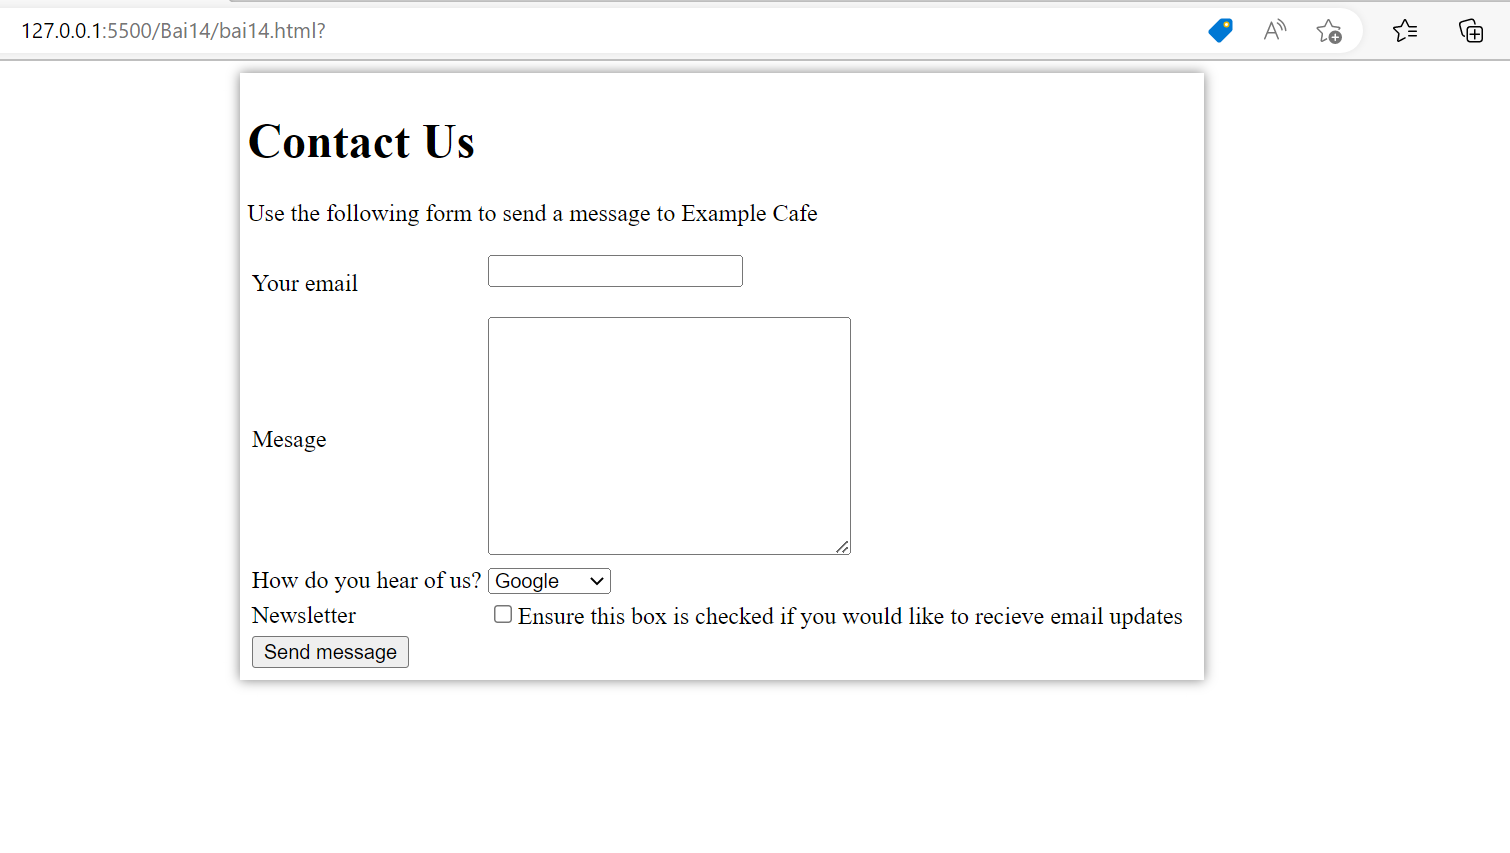 127.0.0.1:5500/Bai14/bai14.html?
Contact Us
Use the following form to send a message to Example Cafe
Your email
Mesage
How do you hear of us? Google
Newsletter Ensure this box is checked if you would like to recieve email updates
Send message